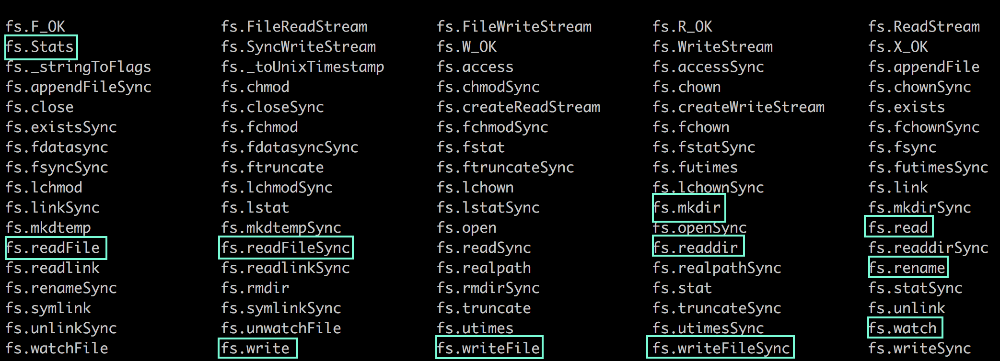 fs.F_OK fs.FileReadStream fs.FileWriteStream fs.R_OK fs.ReadStream
fs.Stats fs.SyncWriteStream fs.W_OK fs.WriteStream fs.X_OK
fs._stringToFlags fs._toUnixTimestamp fs.access fs.accessSync fs.appendFile
fs.appendFileSync fs.chmod fs.chmodSync fs.chown fs.chownSync
fs.close fs.closeSync fs.createReadStream fs.createWriteStream fs.exists
fs.existsSync fs.fchmod fs.fchmodSync fs.fchown fs.fchownSync
fs.fdatasync fs.fdatasyncSync fs.fstat fs.fstatSync fs.fsync
fs.fsyncSync fs.ftruncate fs.ftruncateSync fs.futimes fs.futimesSync
fs.lchmod fs.lchmodSync fs.lchown fs.lchownSync fs.link
fs.linkSync fs.lstat fs.lstatSync fs.mkdir fs.mkdirSync
fs.mkdtemp fs.mkdtempSync fs.open fs.openSync fs.read
fs.readFile fs.readFileSync fs.readSync fs.readdir fs.readdirSync
fs.readlink fs.readlinkSync fs.realpath fs.realpathSync fs.rename
fs.renameSync fs.rmdir fs.rmdirSync fs.stat fs.statSync
fs.symlink fs.symlinkSync fs.truncate fs.truncateSync fs.unlink
fs.unlinkSync fs.unwatchFile fs.utimes fs.utimesSync fs.watch
fs.watchFile fs.write fs.writeFile fs.writeFileSync fs.writeSync